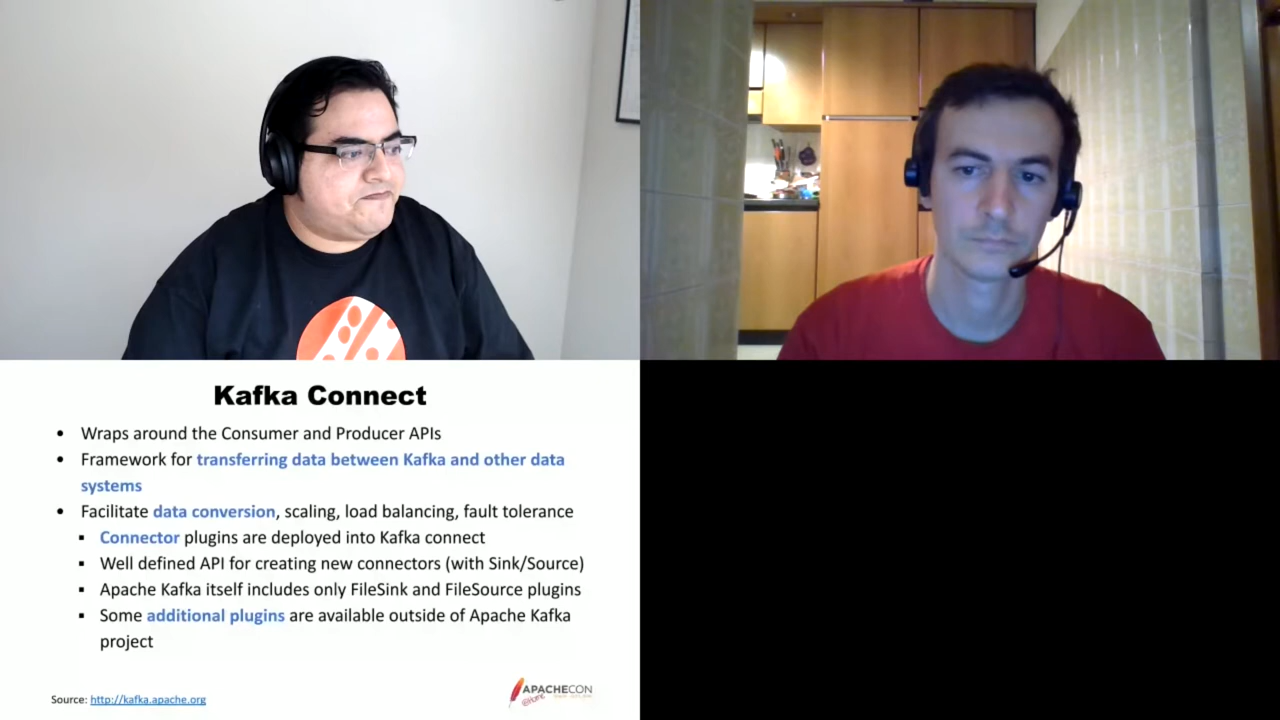 Kafka Connect
• Wraps around the Consumer and Producer APIs
• Framework for transferring data between Kafka and other data
systems
• Facilitate data conversion, scaling, load balancing, fault tolerance
▪ Connector plugins are deployed into Kafka connect
▪ Well defined API for creating new connectors (with Sink/Source)
▪ Apache Kafka itself includes only FileSink and FileSource plugins
▪ Some additional plugins are available outside of Apache Kafka
project
Source: http://kafka.apache.org
APACHECON
@Home